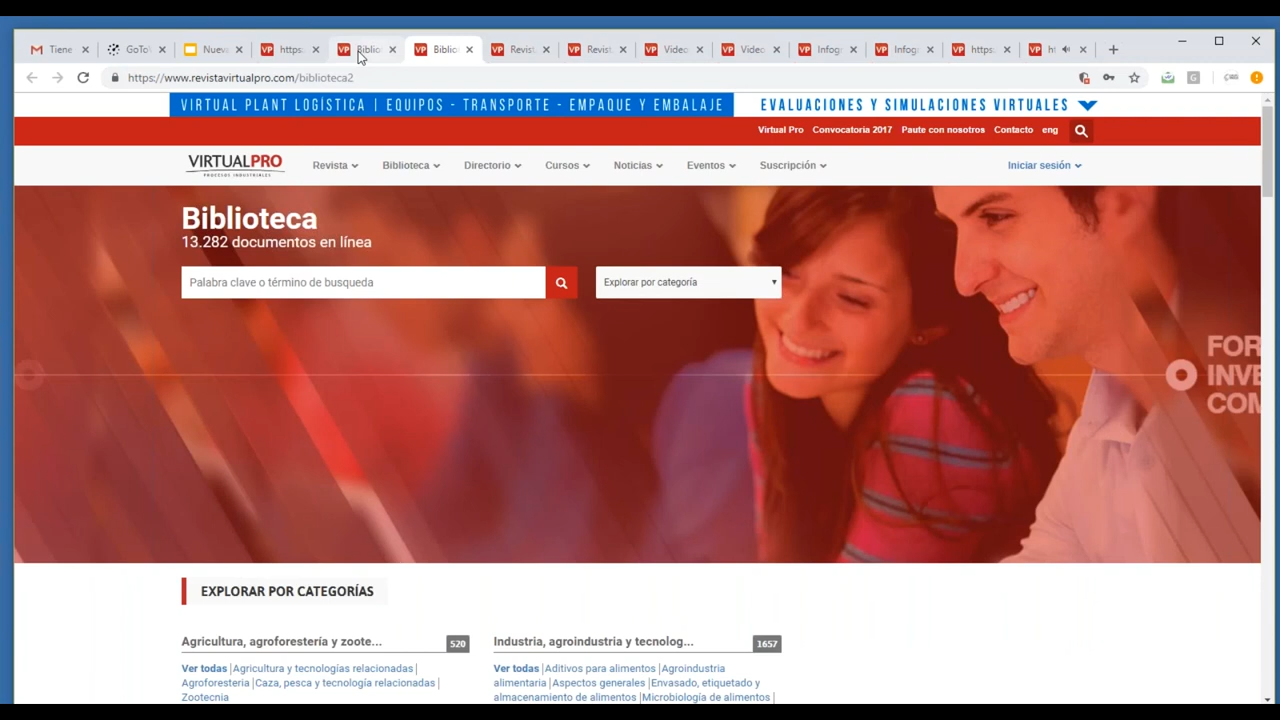 Tiene
GoTo
Nueva
https:
Biblio
Biblio
Revist
Revist
Video
Video
Infog
Infog
https:
ht
https://www.revistavirtualpro.com/biblioteca2
VIRTUAL PLANT LOGÍSTICA | EQUIPOS - TRANSPORTE - EMPAQUE Y EMBALAJE
EVALUACIONES Y SIMULACIONES VIRTUALES
Virtual Pro Convocatoria 2017 Paute con nosotros Contacto eng
VIRTUALPRO
PROCESOS INDUSTRIALES
Revista Biblioteca Directorio Cursos Noticias Eventos Suscripción Iniciar sesión
Biblioteca
13.282 documentos en línea
Palabra clave o término de busqueda
Explorar por categoría
FOR
INVE
COM
EXPLORAR POR CATEGORÍAS
Agricultura, agroforestería y zoote... 520
Ver todas |Agricultura y tecnologías relacionadas|
Agroforesteria |Caza, pesca y tecnología relacionadas|
Zootecnia
Industria, agroindustria y tecnolog... 1657
Ver todas |Aditivos para alimentos |Agroindustria
alimentaria |Aspectos generales |Envasado, etiquetado y
almacenamiento de alimentos |Microbiología de alimentos |